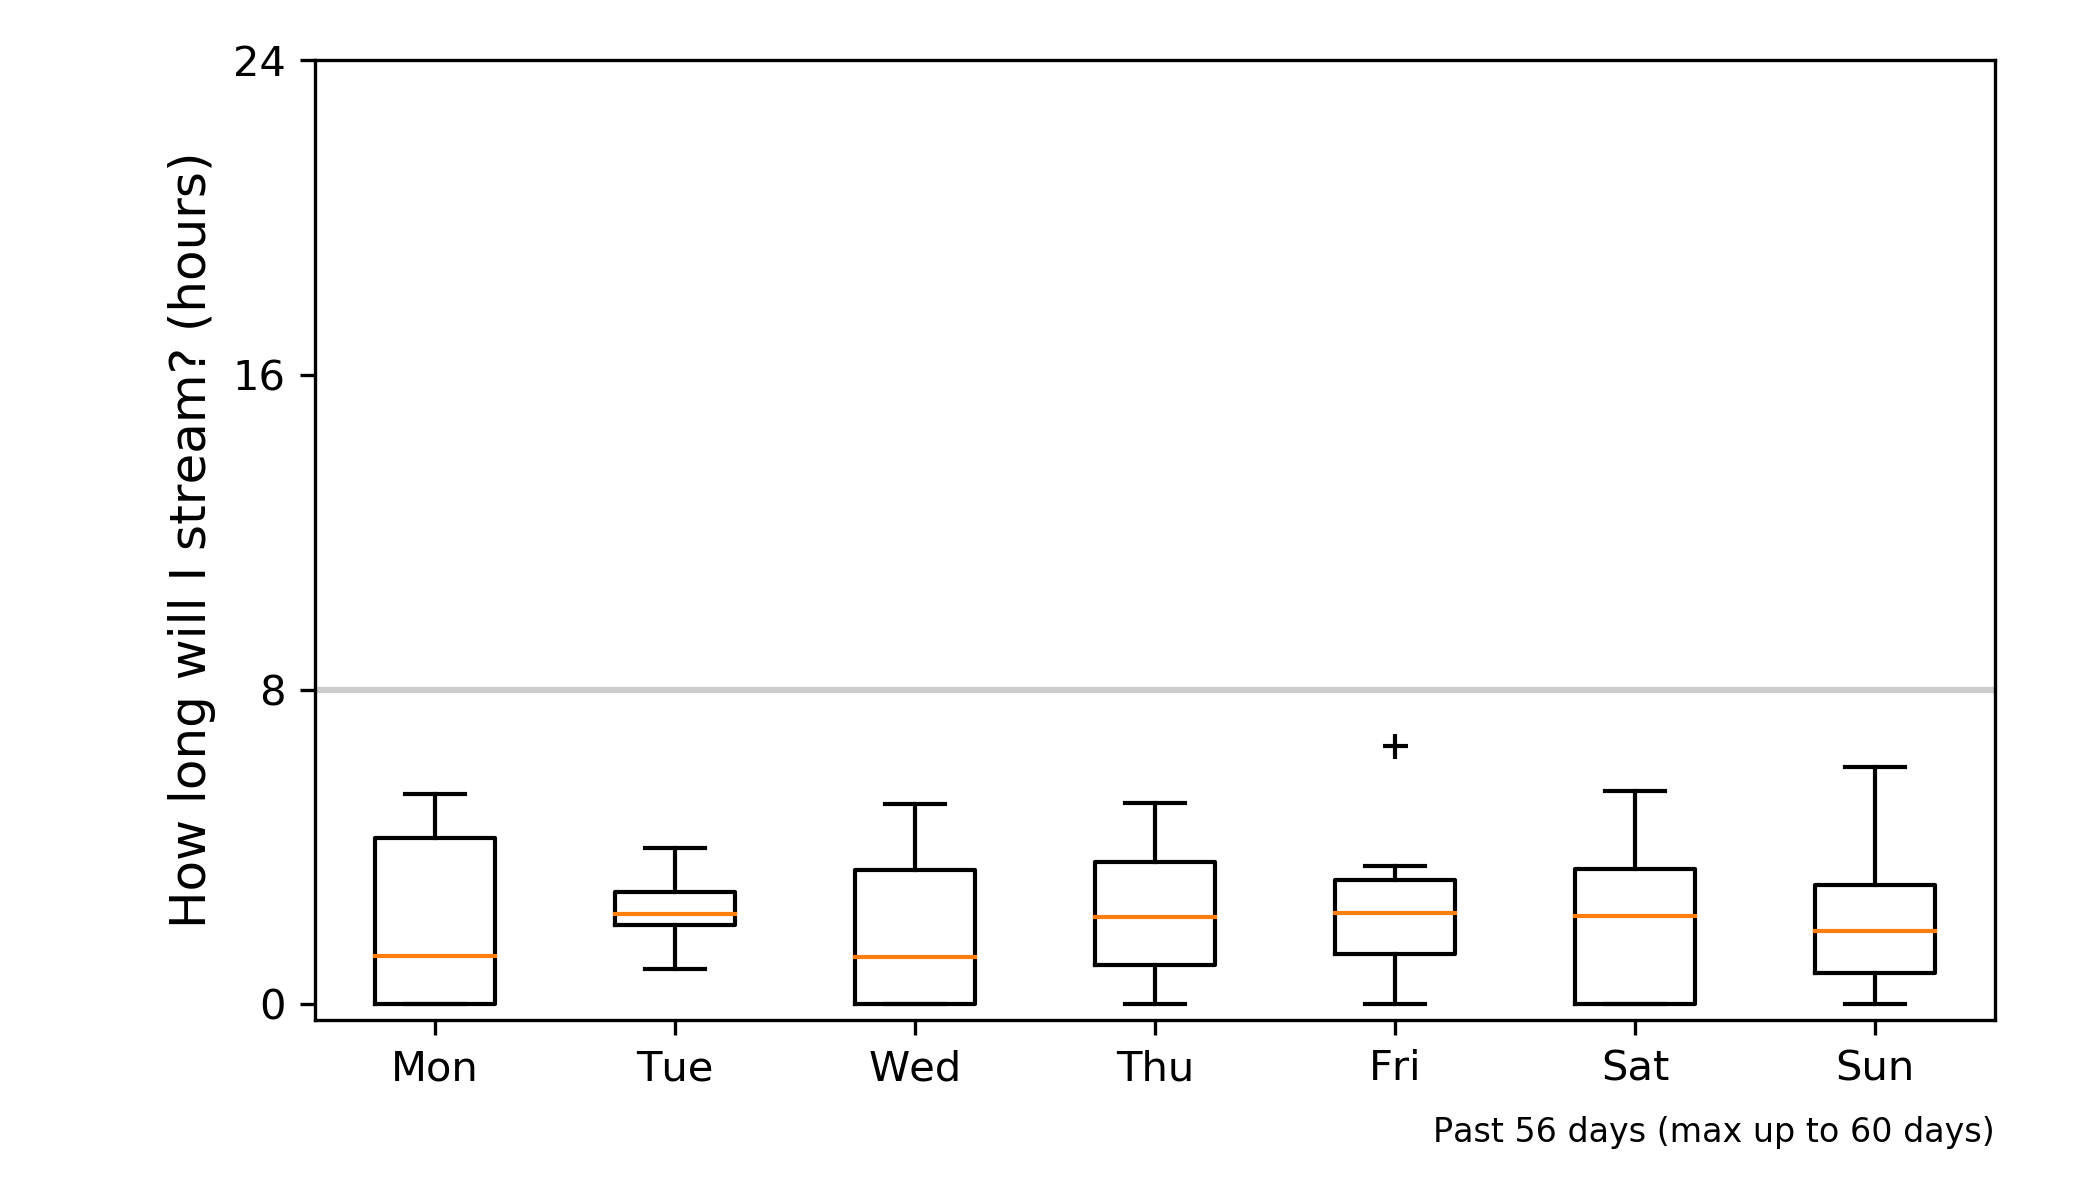 How long will I stream? (hours)
24
16
8
0
Mon Tue Wed Thu Fri Sat Sun
Past 56 days (max up to 60 days)